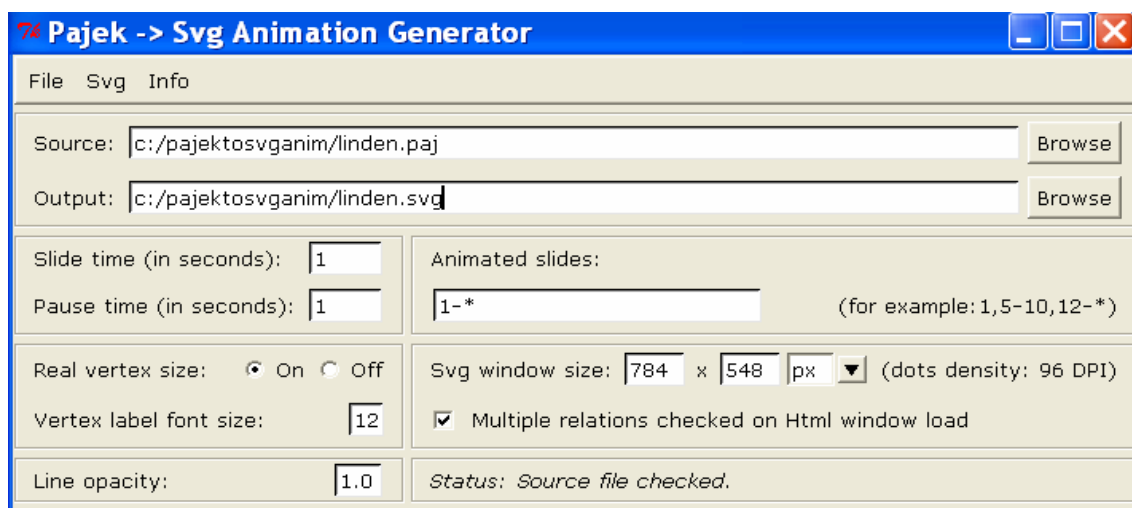 Pajek -> Svg Animation Generator
File Svg Info
Source: c:/pajektosvganim/linden.paj Browse
Output: c:/pajektosvganim/linden.svg Browse
Slide time (in seconds): 1 Animated slides:
Pause time (in seconds): 1 1-* (for example: 1,5-10,12-*)
Real vertex size: On Off Svg window size: 784 x 548 px (dots density: 96 DPI)
Vertex label font size: 12 Multiple relations checked on Html window load
Line opacity: 1.0 Status: Source file checked.